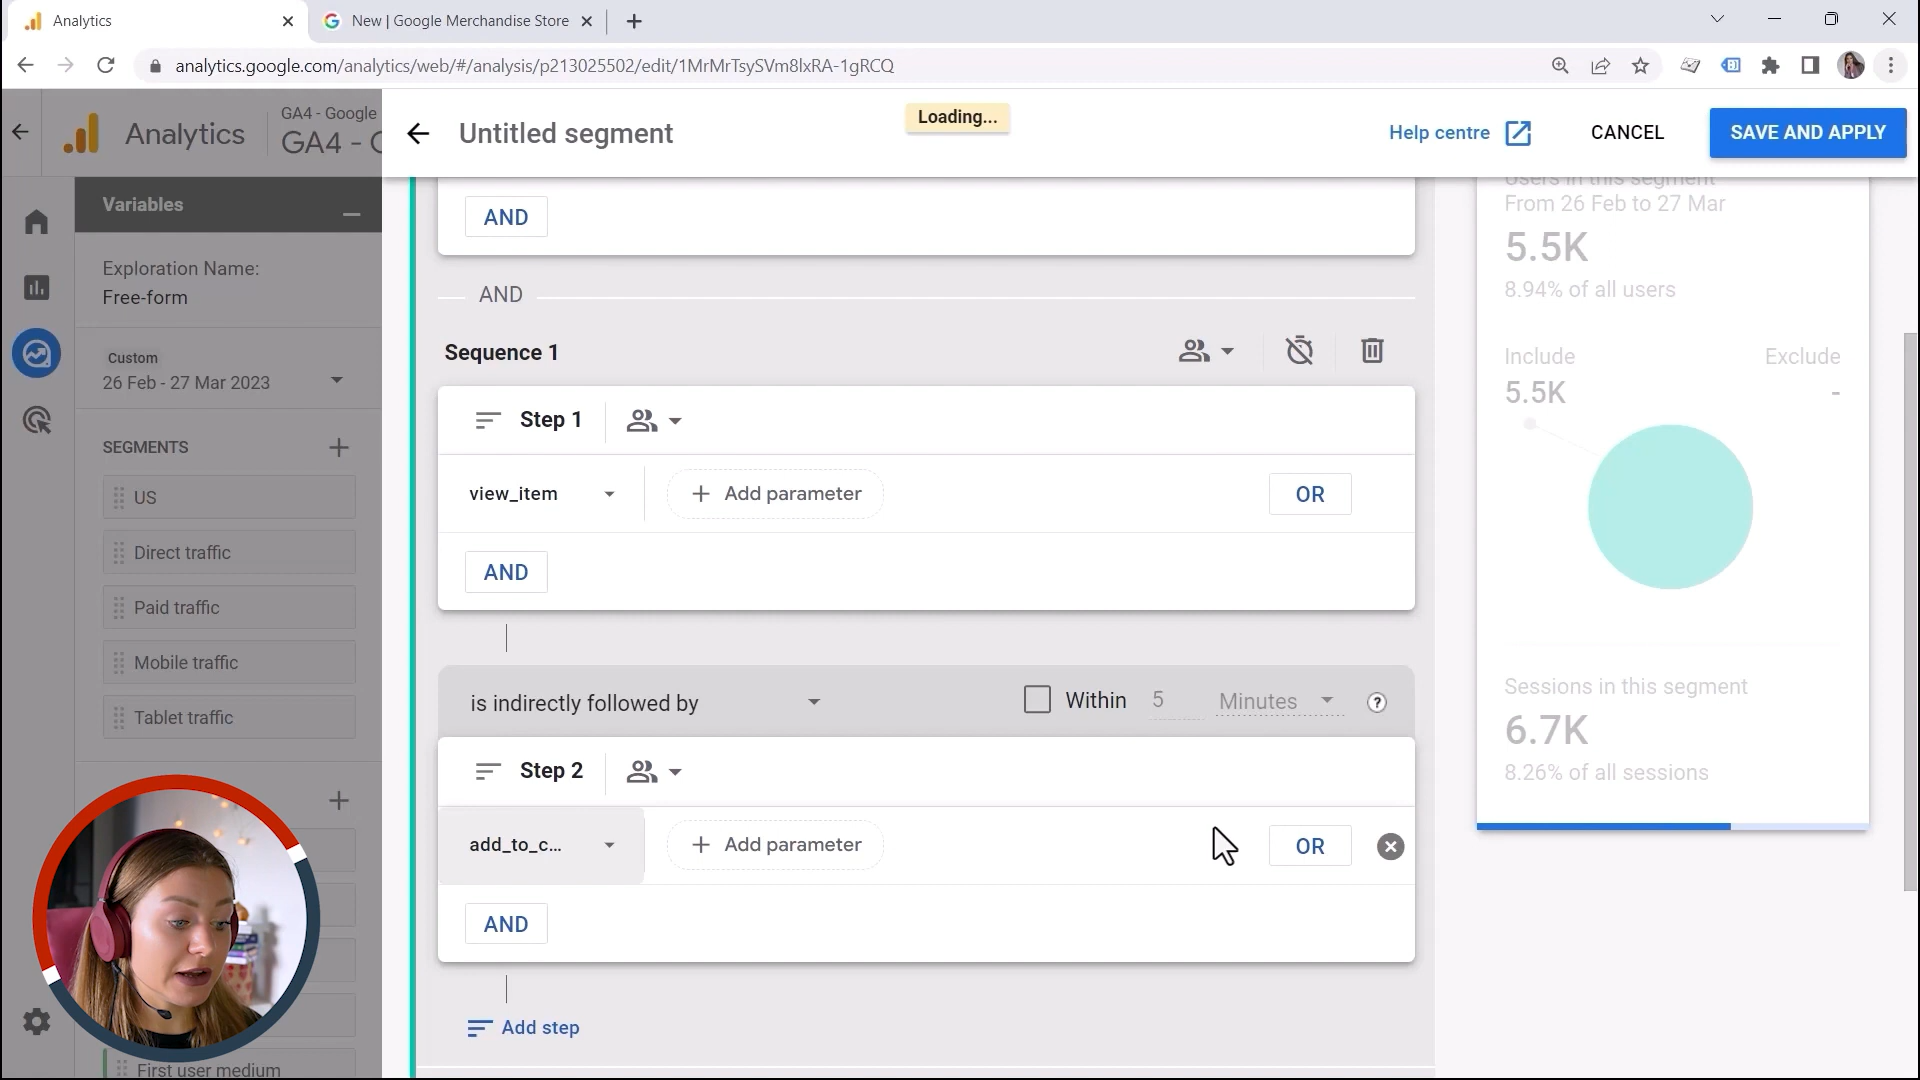 Analytics
New | Google Merchandise Store
analytics.google.com/analytics/web/#/analysis/p213025502/edit/1MrMrTsySVm8lxRA-1gRCQ
Analytics
GA4 - Google
GA4 -
Untitled segment
Loading...
Help centre
CANCEL
SAVE AND APPLY
Variables
Exploration Name:
Free-form
Custom
26 Feb - 27 Mar 2023
SEGMENTS
US
Direct traffic
Paid traffic
Mobile traffic
Tablet traffic
First user medium
AND
AND
Sequence 1
Step 1
view_item
Add parameter
OR
AND
is indirectly followed by
Within 5 Minutes
Step 2
add_to_c...
Add parameter
OR
AND
Add step
Users in this segment
From 26 Feb to 27 Mar
5.5K
8.94% of all users
Include
Exclude
5.5K
-
Sessions in this segment
6.7K
8.26% of all sessions